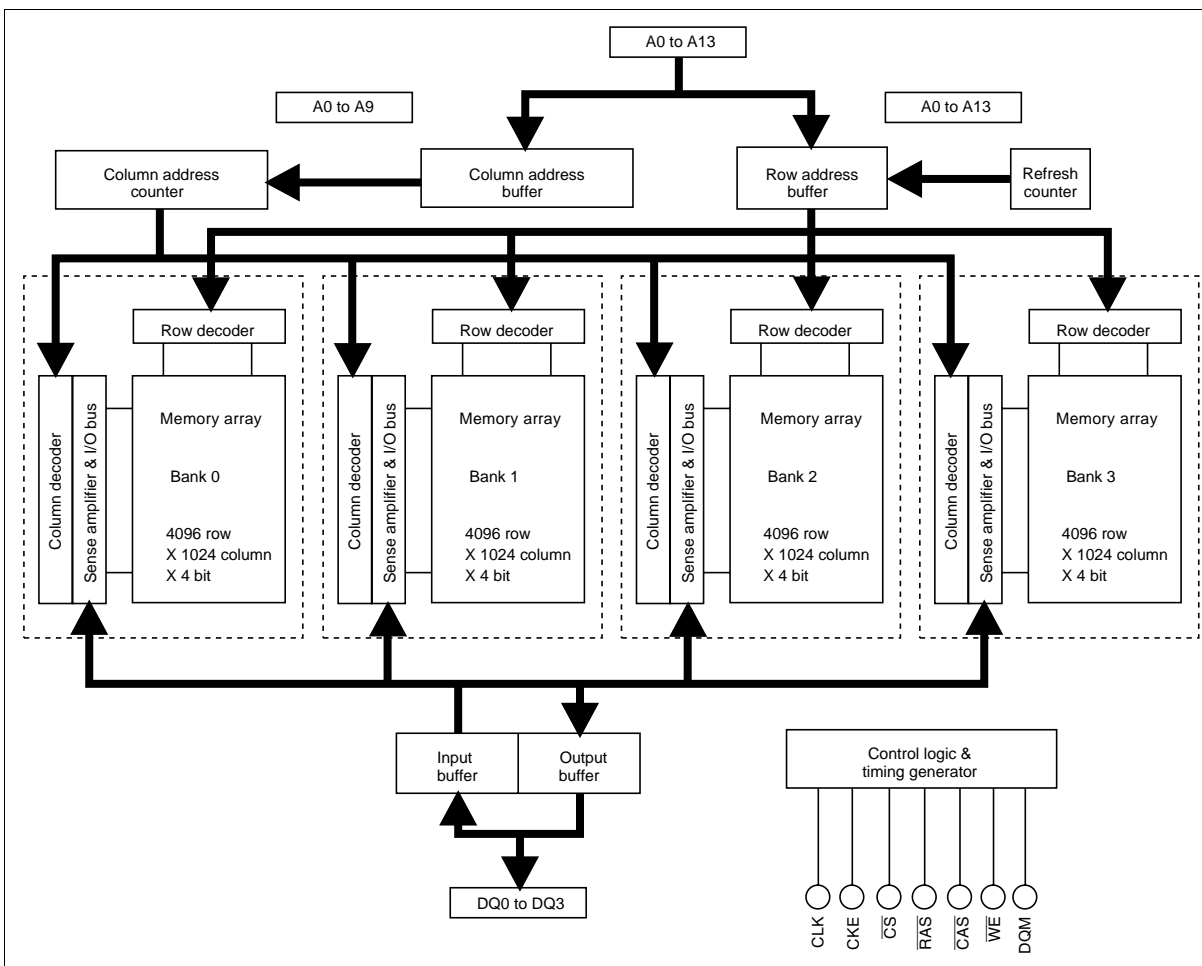 A0 to A13
A0 to A9
A0 to A13
Column address
counter
Column address
buffer
Row address
buffer
Refresh
counter
Row decoder
Row decoder
Row decoder
Row decoder
Column decoder
Sense amplifier & I/O bus
Memory array
Bank 0
4096 row
X 1024 column
X 4 bit
Column decoder
Sense amplifier & I/O bus
Memory array
Bank 1
4096 row
X 1024 column
X 4 bit
Column decoder
Sense amplifier & I/O bus
Memory array
Bank 2
4096 row
X 1024 column
X 4 bit
Column decoder
Sense amplifier & I/O bus
Memory array
Bank 3
4096 row
X 1024 column
X 4 bit
Input
buffer
Output
buffer
Control logic &
timing generator
DQ0 to DQ3
CLK
CKE
C̅S̅
R̅A̅S̅
C̅A̅S̅
W̅E̅
DQM